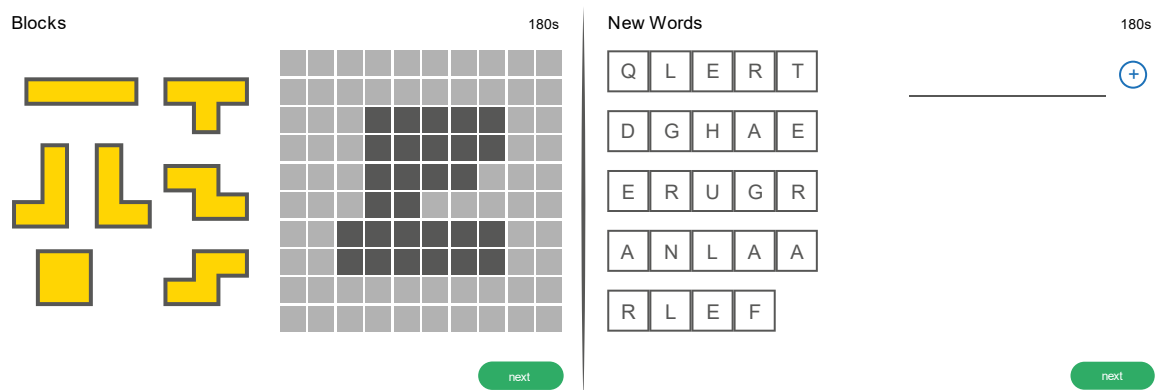 Blocks 180s
next
New Words 180s
Q L E R T
+
D G H A E
E R U G R
A N L A A
R L E F
next